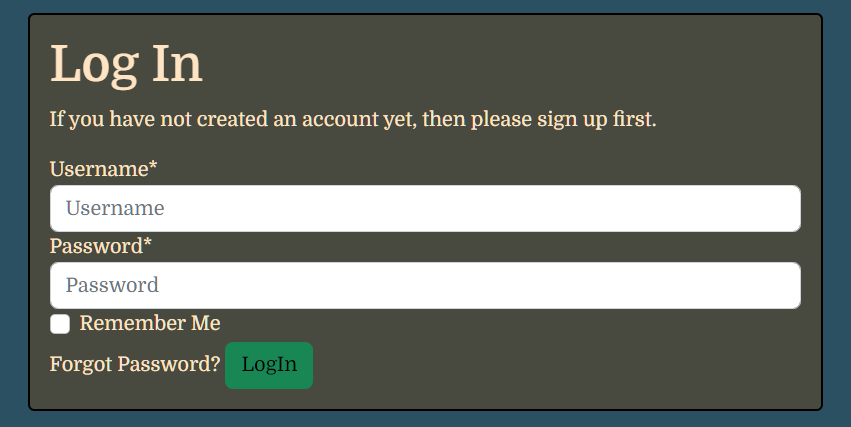 Log In
If you have not created an account yet, then please sign up first.
Username*
Username
Password*
Password
Remember Me
Forgot Password? LogIn